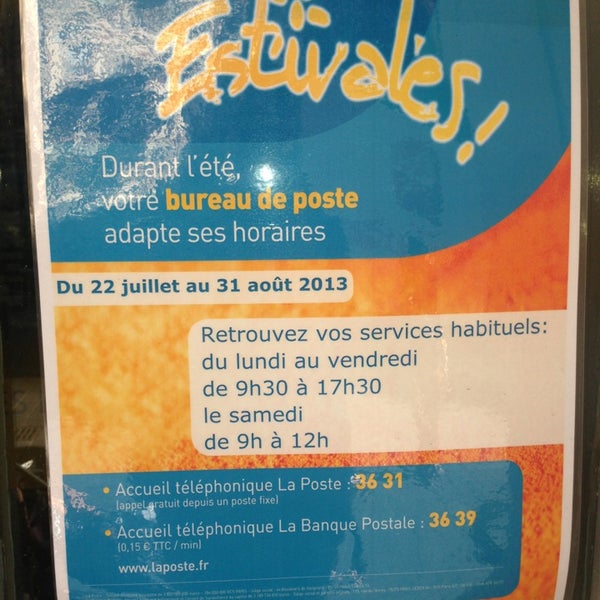 Estivales!
Durant l'été,
votre bureau de poste
adapte ses horaires
Du 22 juillet au 31 août 2013
Retrouvez vos services habituels:
du lundi au vendredi
de 9h30 à 17h30
le samedi
de 9h à 12h
• Accueil téléphonique La Poste : 36 31
(appel gratuit depuis un poste fixe)
• Accueil téléphonique La Banque Postale : 36 39
(0,15 € TTC / min)
www.laposte.fr